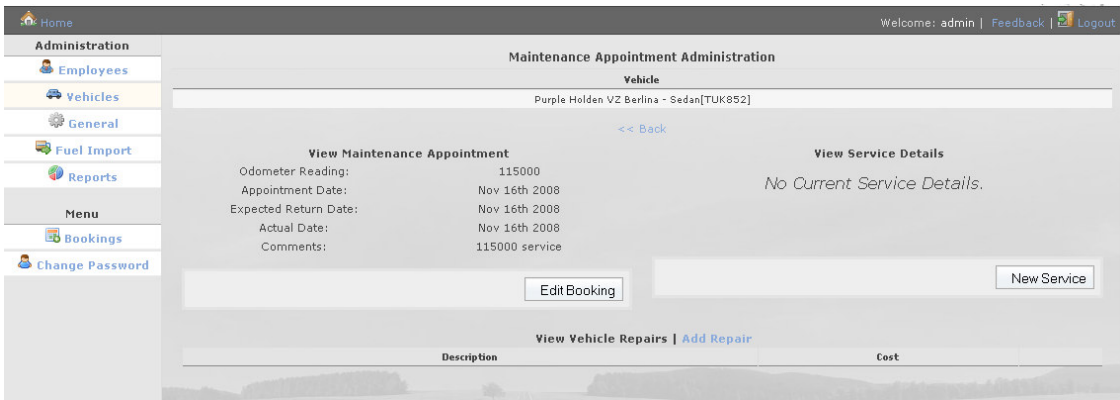 Home
Welcome: admin | Feedback | Logout
Administration
Employees
Vehicles
General
Fuel Import
Reports
Menu
Bookings
Change Password
Maintenance Appointment Administration
Vehicle
Purple Holden VZ Berlina - Sedan[TUK852]
<< Back
View Maintenance Appointment
Odometer Reading: 115000
Appointment Date: Nov 16th 2008
Expected Return Date: Nov 16th 2008
Actual Date: Nov 16th 2008
Comments: 115000 service
Edit Booking
View Service Details
No Current Service Details.
New Service
View Vehicle Repairs | Add Repair
Description Cost